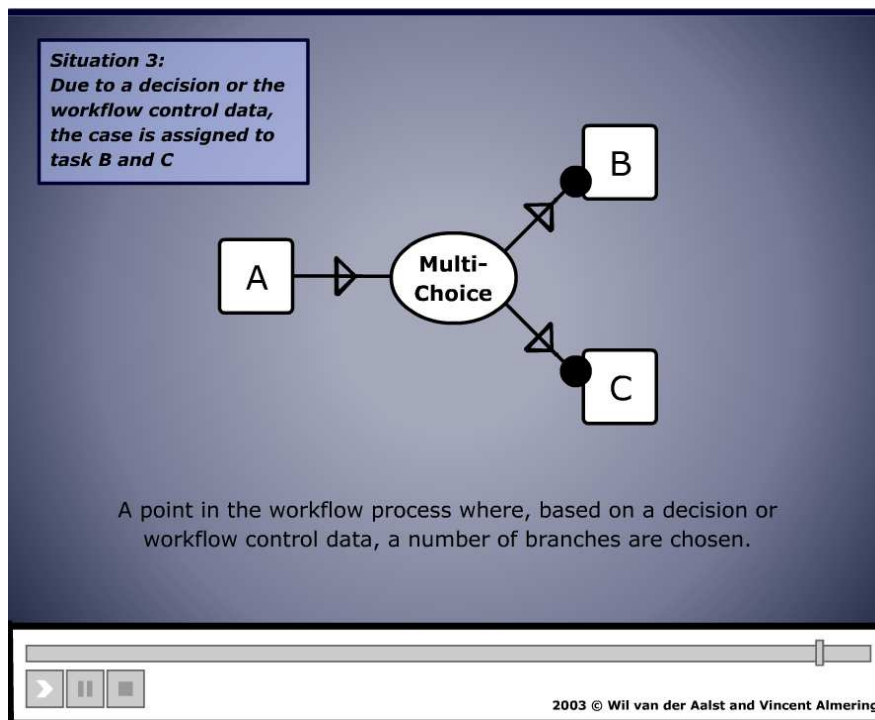 Situation 3:
Due to a decision or the
workflow control data,
the case is assigned to
task B and C
B
A
Multi-
Choice
C
A point in the workflow process where, based on a decision or
workflow control data, a number of branches are chosen.
2003 © Wil van der Aalst and Vincent Almering